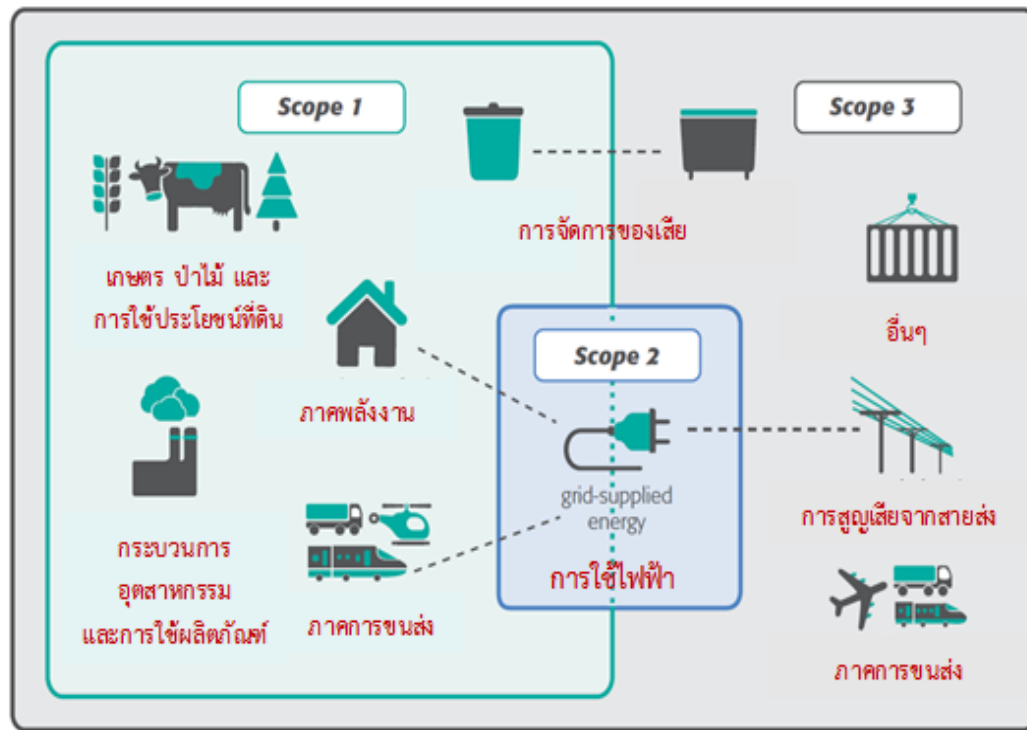 Scope 1
Scope 3
การจัดการของเสีย
เกษตร ป่าไม้ และ
การใช้ประโยชน์ที่ดิน
อื่นๆ
Scope 2
ภาคพลังงาน
grid-supplied
energy
การใช้ไฟฟ้า
การสูญเสียจากสายส่ง
กระบวนการ
อุตสาหกรรม
และการใช้ผลิตภัณฑ์
ภาคการขนส่ง
ภาคการขนส่ง